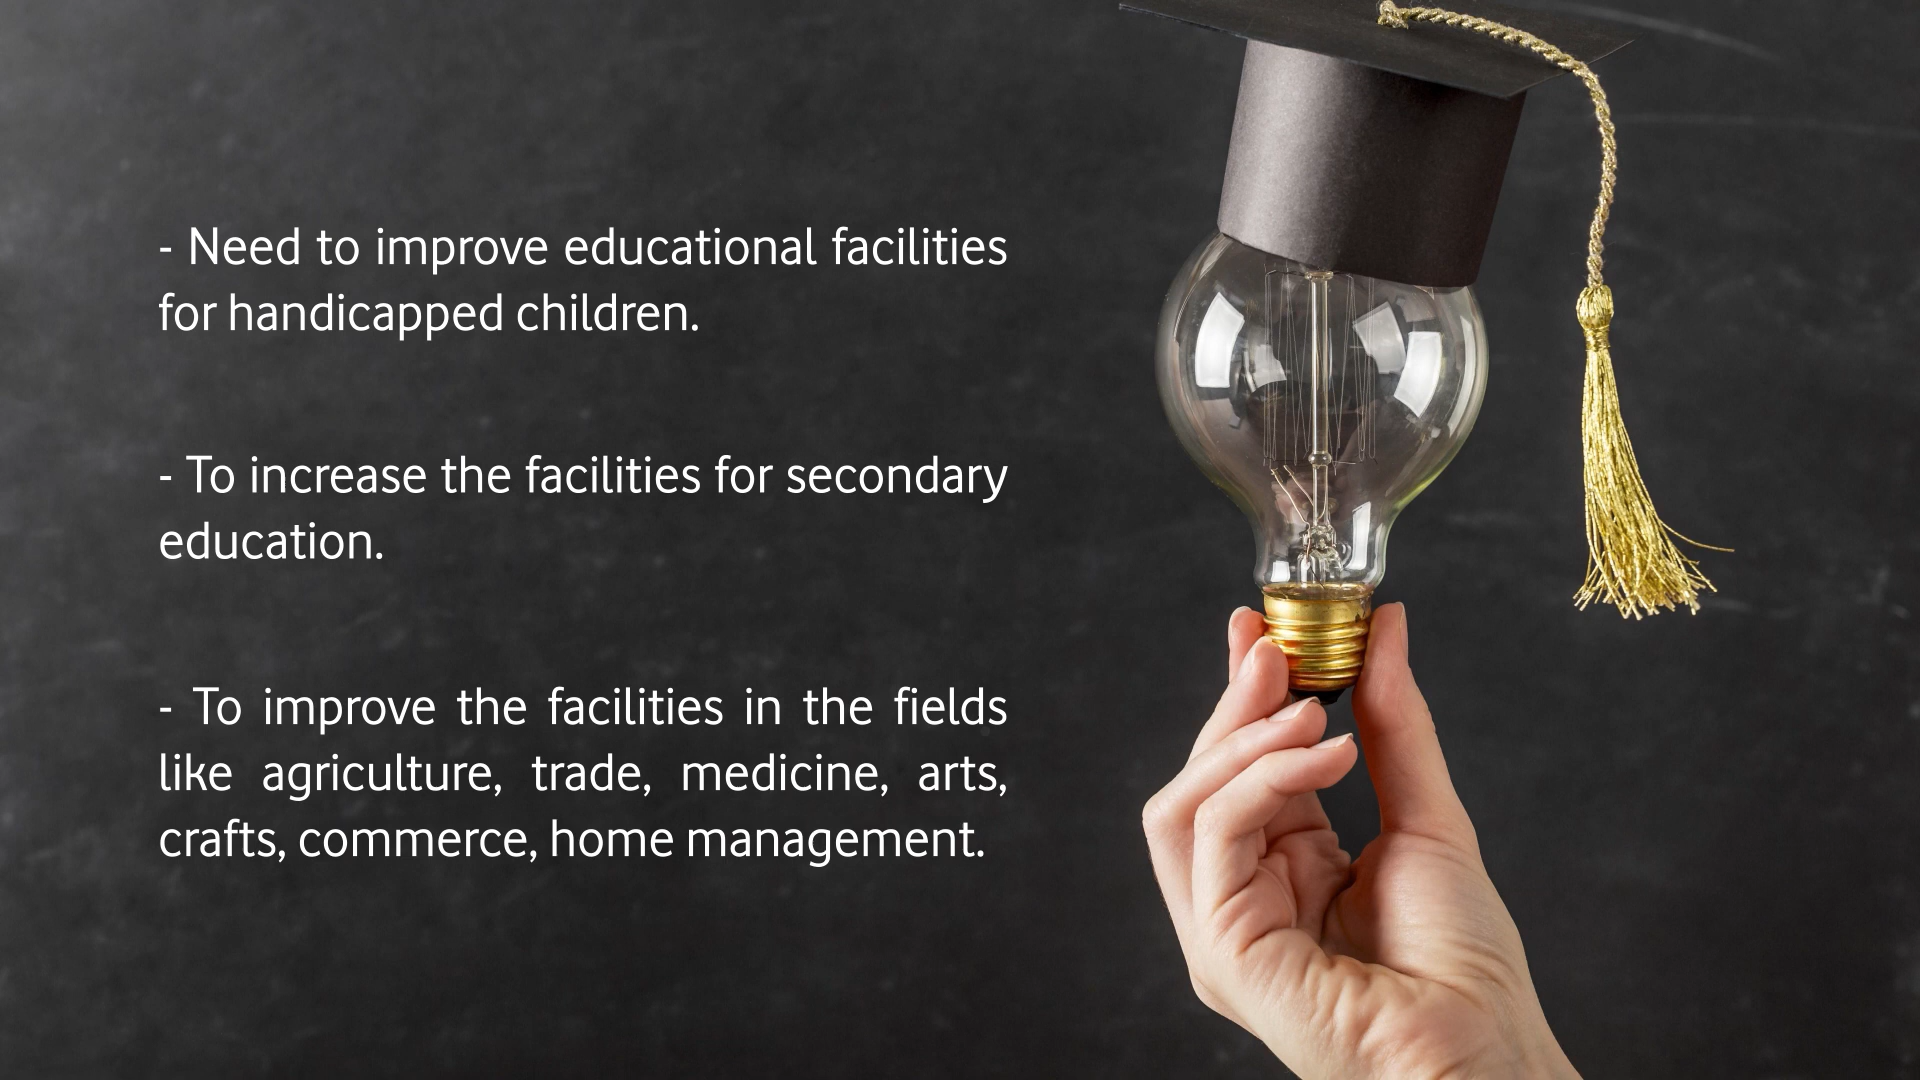 - Need to improve educational facilities
for handicapped children.
- To increase the facilities for secondary
education.
- To improve the facilities in the fields
like agriculture, trade, medicine, arts,
crafts, commerce, home management.